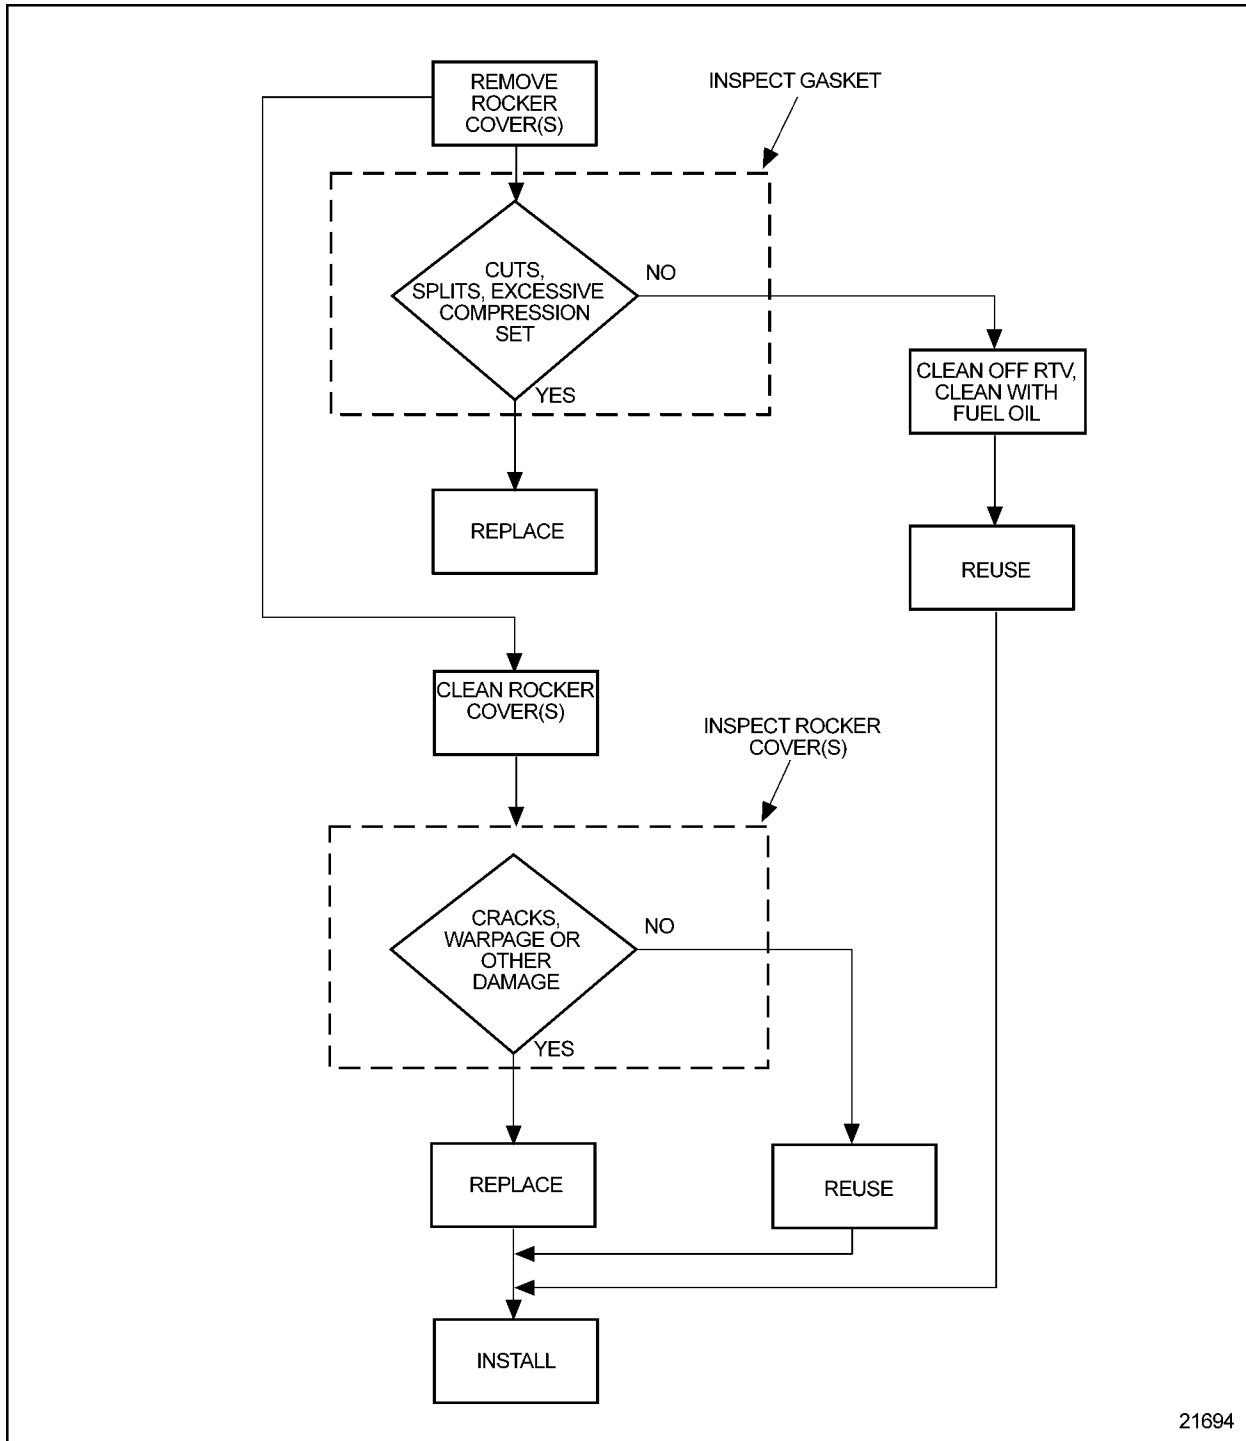 REMOVE
ROCKER
COVER(S)
INSPECT GASKET
CUTS,
SPLITS, EXCESSIVE
COMPRESSION
SET
NO
YES
CLEAN OFF RTV,
CLEAN WITH
FUEL OIL
REPLACE
REUSE
CLEAN ROCKER
COVER(S)
INSPECT ROCKER
COVER(S)
CRACKS,
WARPAGE OR
OTHER
DAMAGE
NO
YES
REPLACE
REUSE
INSTALL
21694